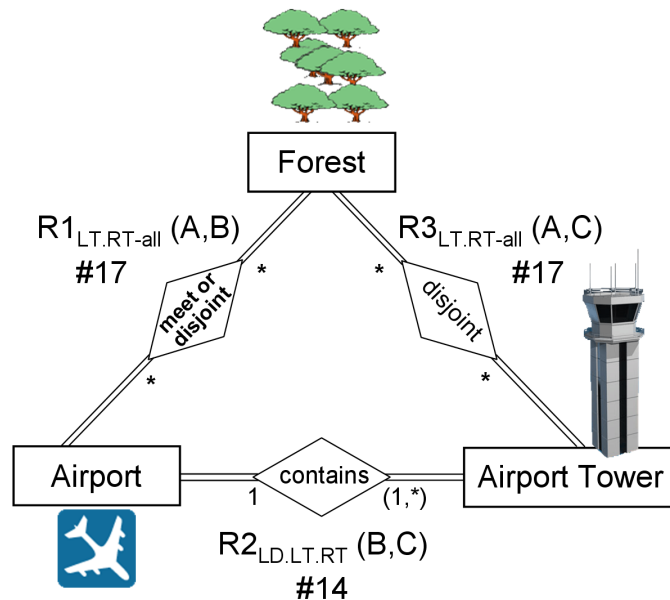 Forest
R1LT.RT-all (A,B)
#17
R3LT.RT-all (A,C)
#17
*
*
meet or
disjoint
disjoint
*
*
Airport
contains
Airport Tower
1
(1,*)
R2LD.LT.RT (B,C)
#14